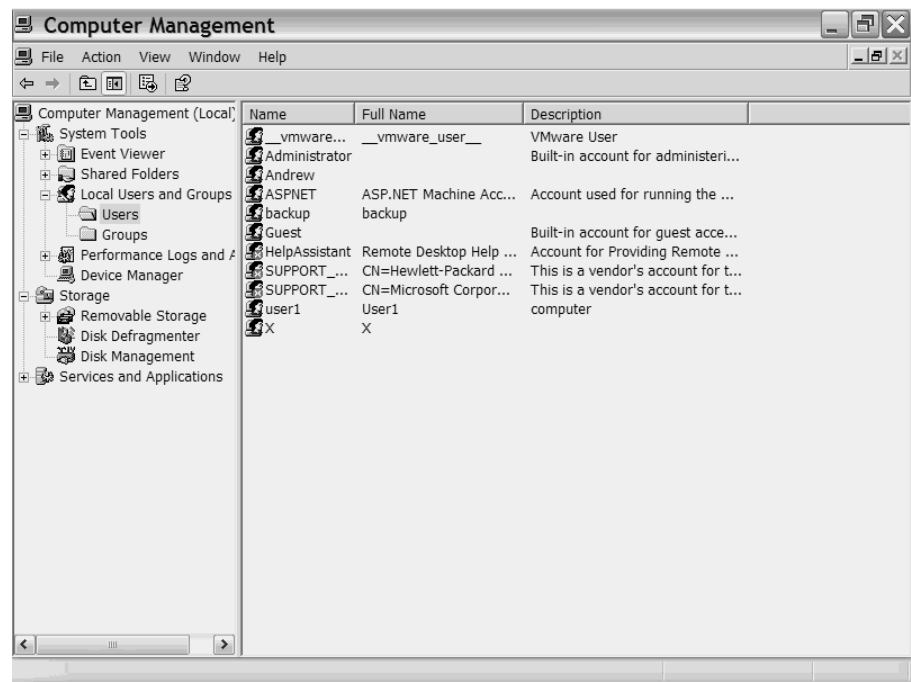 Computer Management
File Action View Window Help
Computer Management (Local)
System Tools
Event Viewer
Shared Folders
Local Users and Groups
Users
Groups
Performance Logs and A
Device Manager
Storage
Removable Storage
Disk Defragmenter
Disk Management
Services and Applications
Name Full Name Description
__vmware... __vmware_user__ VMware User
Administrator Built-in account for administeri...
Andrew
ASPNET ASP.NET Machine Acc... Account used for running the ...
backup backup
Guest Built-in account for guest acce...
HelpAssistant Remote Desktop Help ... Account for Providing Remote ...
SUPPORT_... CN=Hewlett-Packard ... This is a vendor's account for t...
SUPPORT_... CN=Microsoft Corpor... This is a vendor's account for t...
user1 User1 computer
X X